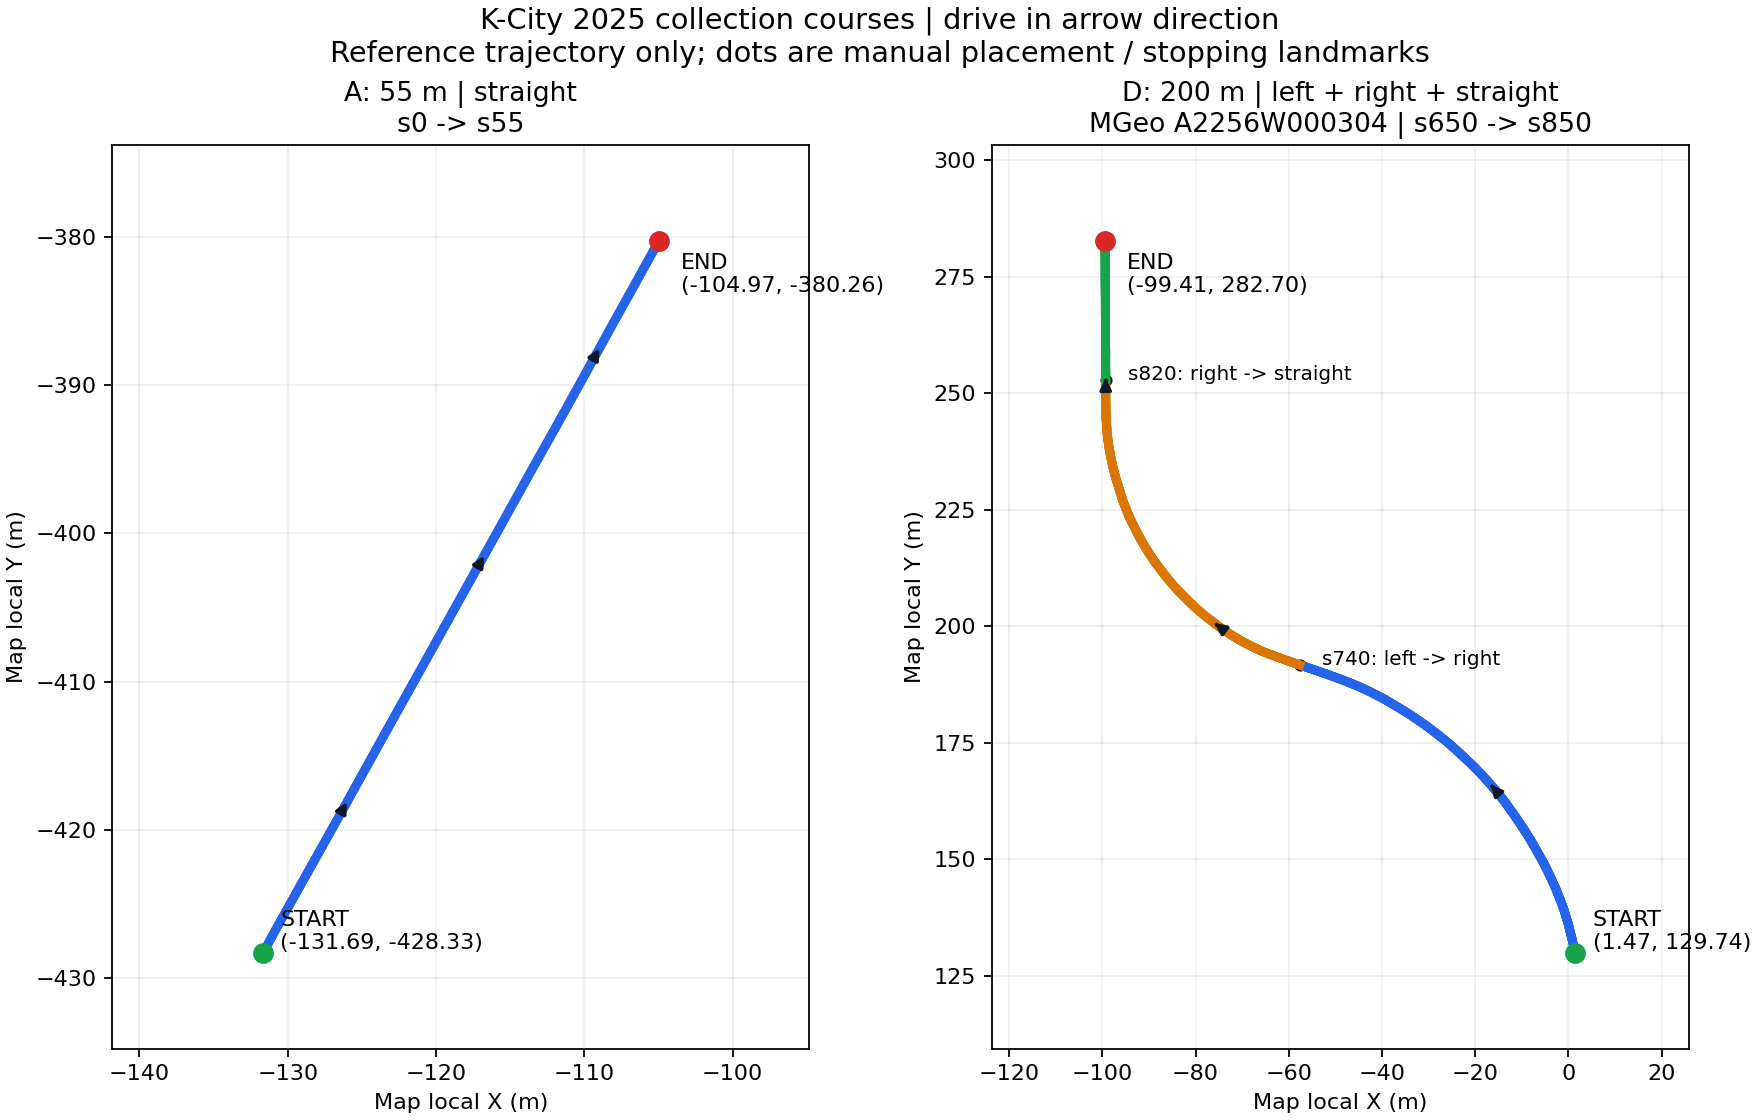 K-City 2025 collection courses | drive in arrow direction
Reference trajectory only; dots are manual placement / stopping landmarks
A: 55 m | straight
s0 -> s55
−380
−390
−400
−410
−420
−430
Map local Y (m)
END
(-104.97, -380.26)
START
(-131.69, -428.33)
−140
−130
−120
−110
−100
Map local X (m)
D: 200 m | left + right + straight
MGeo A2256W000304 | s650 -> s850
300
275
250
225
200
175
150
125
Map local Y (m)
END
(-99.41, 282.70)
s820: right -> straight
s740: left -> right
START
(1.47, 129.74)
−120
−100
−80
−60
−40
−20
0
20
Map local X (m)